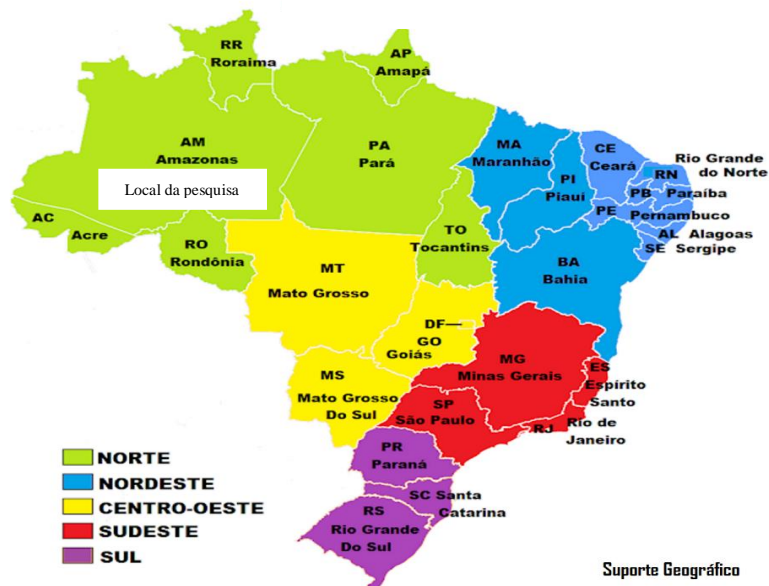 RR
Roraima
AP
Amapá
AM
Amazonas
PA
Pará
MA
Maranhão
CE
Ceará
RN
Rio Grande
do Norte
PI
Piauí
PB Paraíba
PE
Pernambuco
AL Alagoas
SE Sergipe
Local da pesquisa
AC
Acre
RO
Rondônia
TO
Tocantins
BA
Bahia
MT
Mato Grosso
DF
GO
Goiás
MG
Minas Gerais
ES
Espírito
Santo
MS
Mato Grosso
Do Sul
SP
São Paulo
RJ
Rio de
Janeiro
PR
Paraná
SC Santa
Catarina
RS
Rio Grande
Do Sul
NORTE
NORDESTE
CENTRO-OESTE
SUDESTE
SUL
Suporte Geográfico